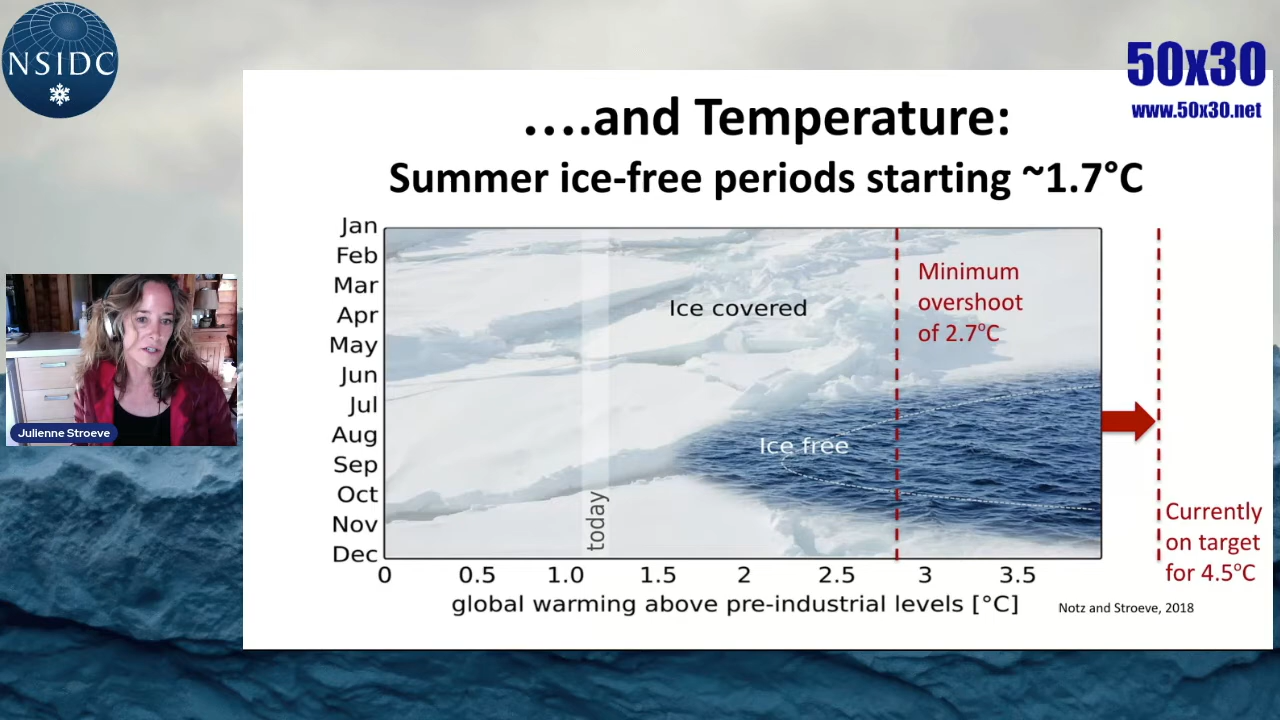 NSIDC
50x30
www.50x30.net
....and Temperature:
Summer ice-free periods starting ~1.7°C
Jan
Feb
Mar
Apr
May
Jun
Jul
Aug
Sep
Oct
Nov
Dec
Ice covered
Minimum
overshoot
of 2.7°C
Ice free
today
Currently
on target
for 4.5°C
0 0.5 1.0 1.5 2 2.5 3 3.5
global warming above pre-industrial levels [°C]
Notz and Stroeve, 2018
Julienne Stroeve